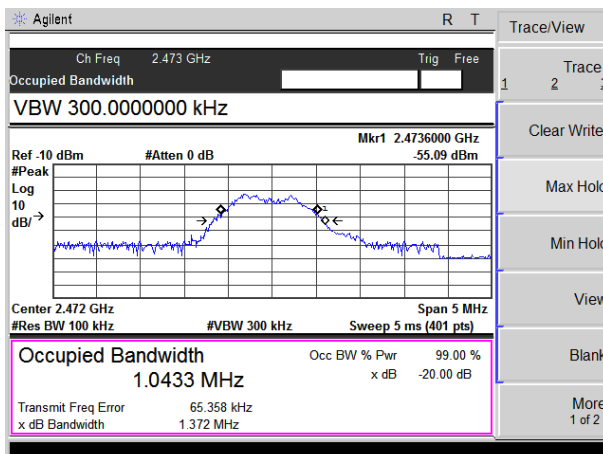 Agilent R T
Trace/View
Ch Freq 2.473 GHz Trig Free
Occupied Bandwidth
Trace
1 2
VBW 300.0000000 kHz
Clear Write
Mkr1 2.4736000 GHz
Ref -10 dBm #Atten 0 dB -55.09 dBm
#Peak
Log
10
dB/
1
Max Hold
Min Hold
View
Center 2.472 GHz Span 5 MHz
#Res BW 100 kHz #VBW 300 kHz Sweep 5 ms (401 pts)
Occupied Bandwidth Occ BW % Pwr 99.00 %
1.0433 MHz x dB -20.00 dB
Blank
Transmit Freq Error 65.358 kHz
x dB Bandwidth 1.372 MHz
More
1 of 2